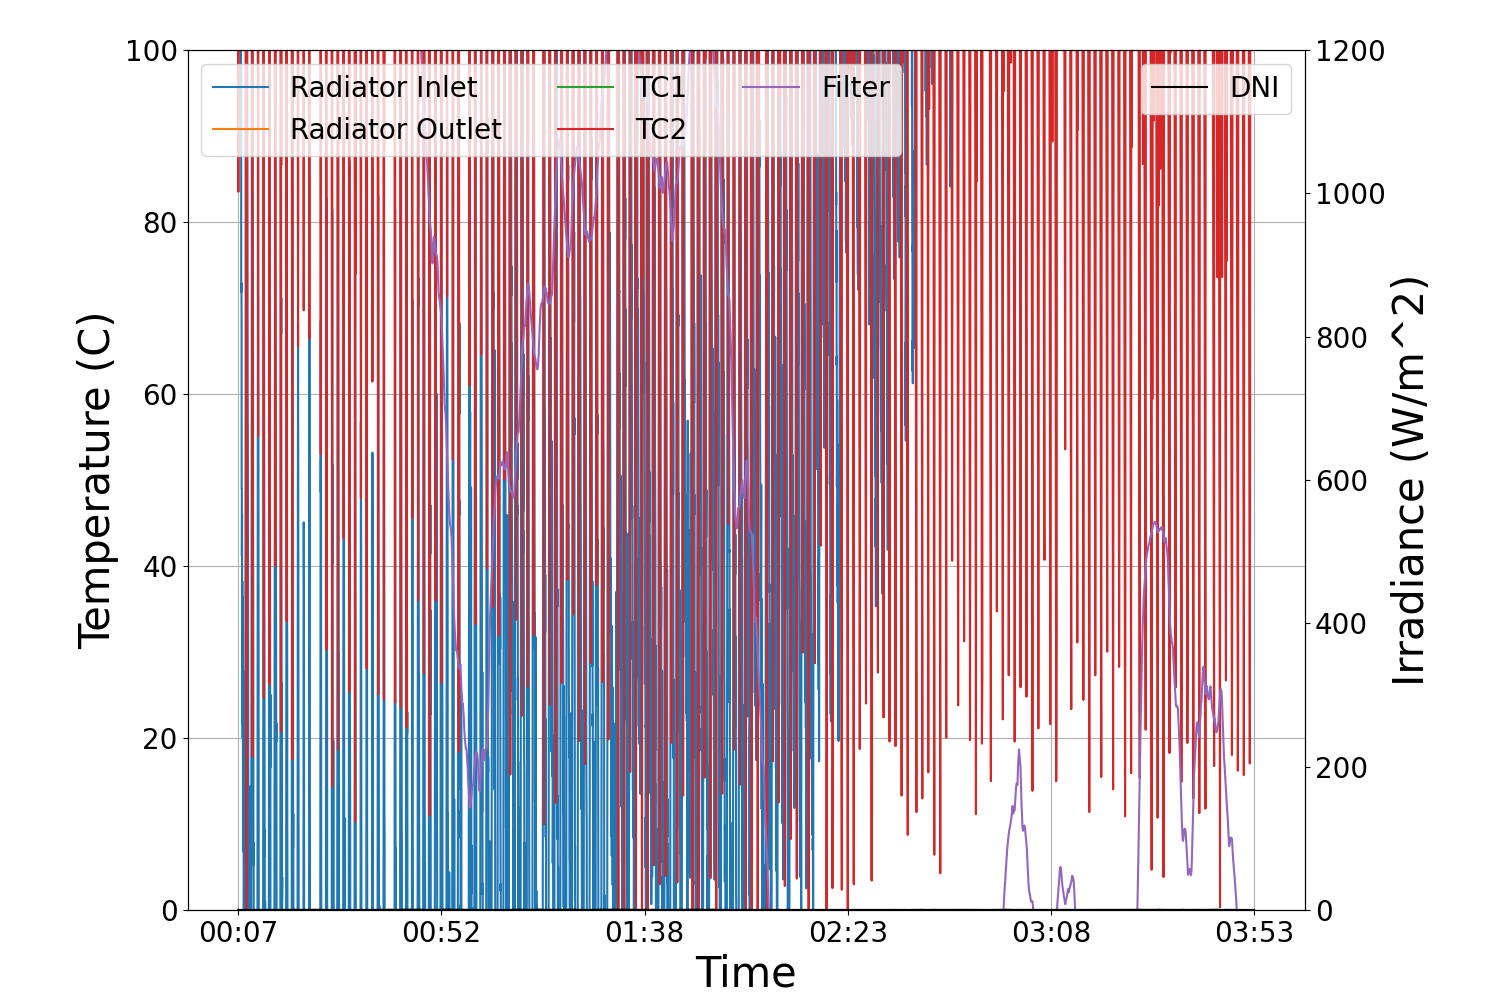 100
80
60
40
20
0
Temperature (C)
Radiator Inlet
Radiator Outlet
TC1
TC2
Filter
DNI
1200
1000
800
600
400
200
0
Irradiance (W/m^2)
00:07
00:52
01:38
02:23
03:08
03:53
Time